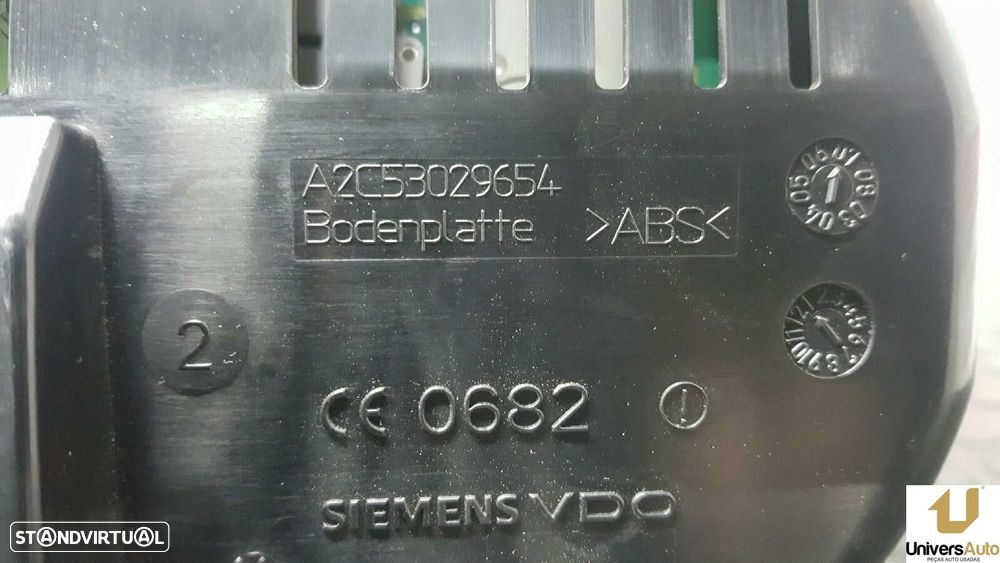 A2C53029654
Bodenplatte >ABS<
2
CE 0682
SIEMENS VDO
STANDVIRTUAL
UniversAuto
PEÇAS AUTO USADAS